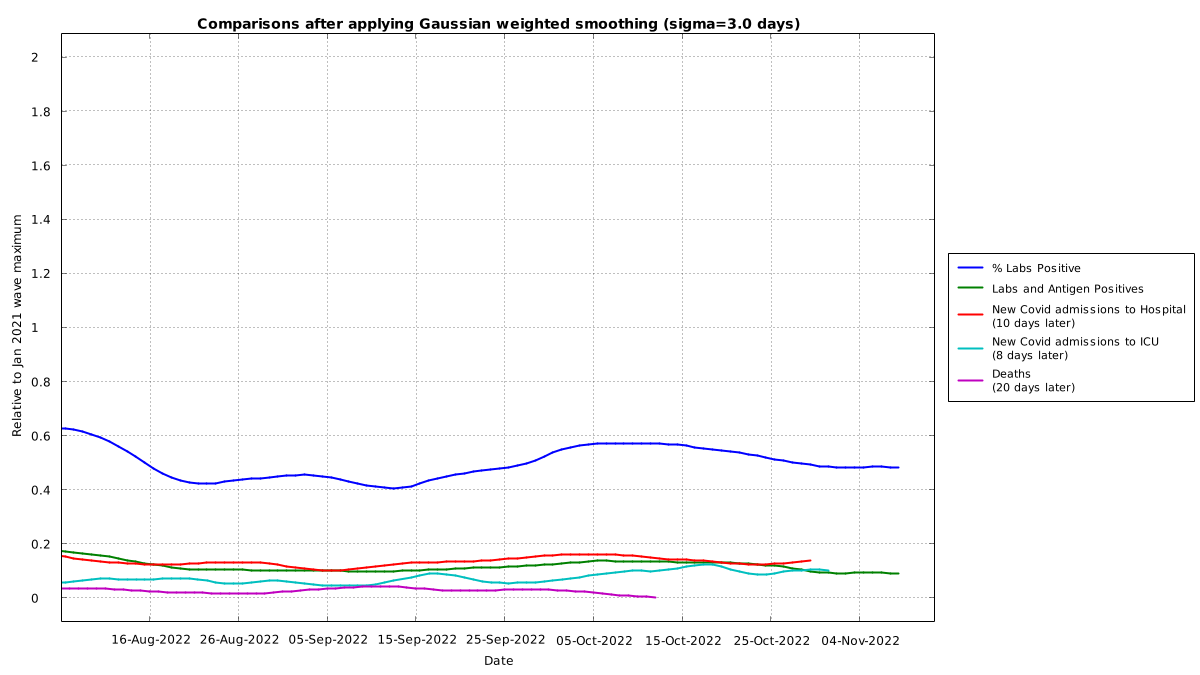 Comparisons after applying Gaussian weighted smoothing (sigma=3.0 days)
Relative to Jan 2021 wave maximum
2
1.8
1.6
1.4
1.2
1
0.8
0.6
0.4
0.2
0
16-Aug-2022 26-Aug-2022 05-Sep-2022 15-Sep-2022 25-Sep-2022 05-Oct-2022 15-Oct-2022 25-Oct-2022 04-Nov-2022
Date
% Labs Positive
Labs and Antigen Positives
New Covid admissions to Hospital
(10 days later)
New Covid admissions to ICU
(8 days later)
Deaths
(20 days later)